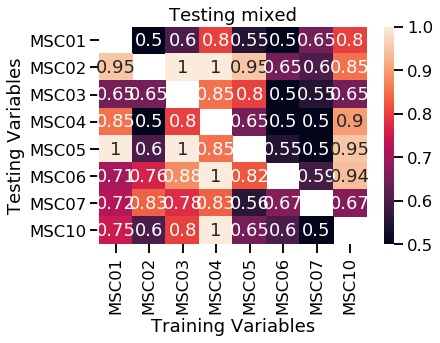 Testing mixed
Testing Variables
MSC01 0.5 0.6 0.8 0.55 0.5 0.65 0.8
MSC02 0.95 1 1 0.95 0.65 0.6 0.85
MSC03 0.65 0.65 0.85 0.8 0.5 0.55 0.65
MSC04 0.85 0.5 0.8 0.65 0.5 0.5 0.9
MSC05 1 0.6 1 0.85 0.55 0.5 0.95
MSC06 0.71 0.76 0.88 1 0.82 0.59 0.94
MSC07 0.72 0.83 0.78 0.83 0.56 0.67 0.67
MSC10 0.75 0.6 0.8 1 0.65 0.6 0.5
MSC01 MSC02 MSC03 MSC04 MSC05 MSC06 MSC07 MSC10
Training Variables
1.0
0.9
0.8
0.7
0.6
0.5